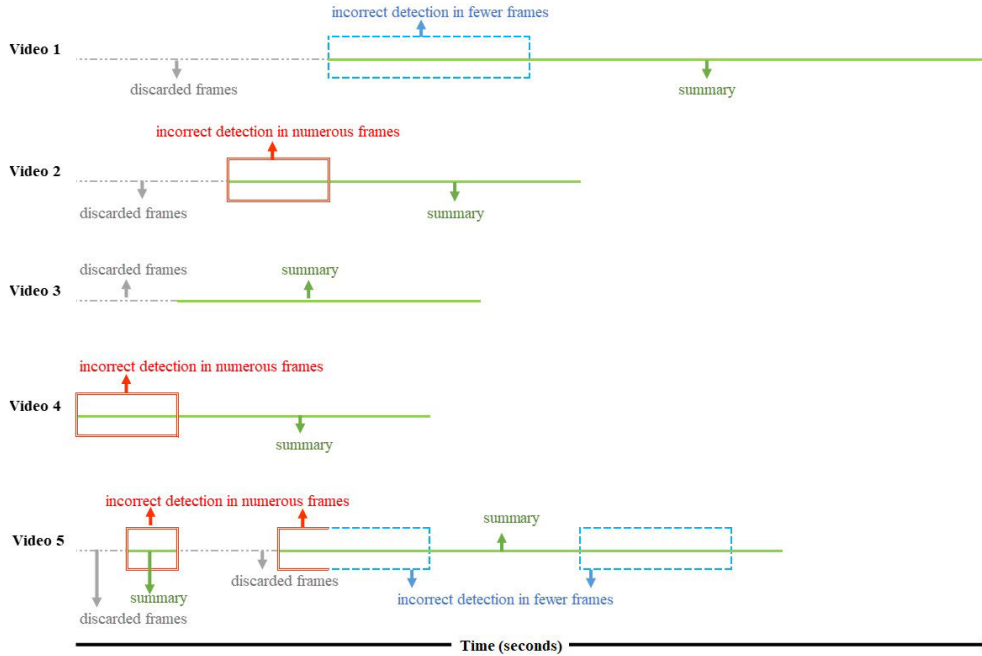 incorrect detection in fewer frames
Video 1
discarded frames
summary
incorrect detection in numerous frames
Video 2
discarded frames
summary
discarded frames
summary
Video 3
incorrect detection in numerous frames
Video 4
summary
incorrect detection in numerous frames
summary
Video 5
discarded frames
summary
incorrect detection in fewer frames
discarded frames
Time (seconds)